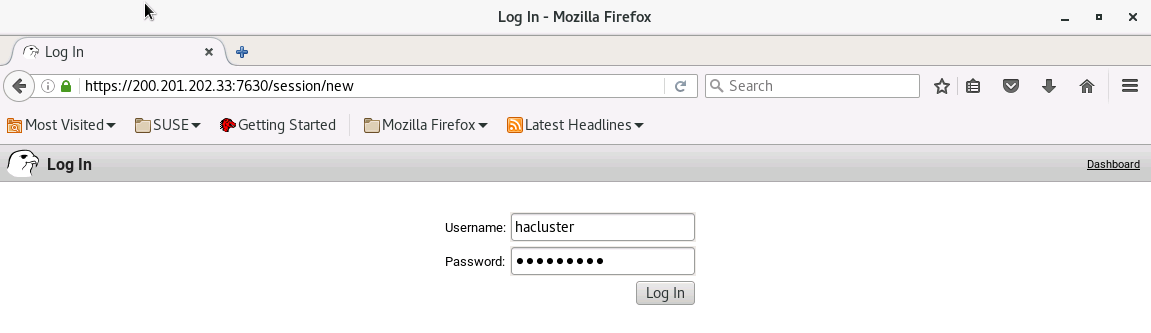 Log In - Mozilla Firefox
Log In
https://200.201.202.33:7630/session/new
Search
Most Visited SUSE Getting Started Mozilla Firefox Latest Headlines
Log In Dashboard
Username: hacluster
Password: •••••••••
Log In